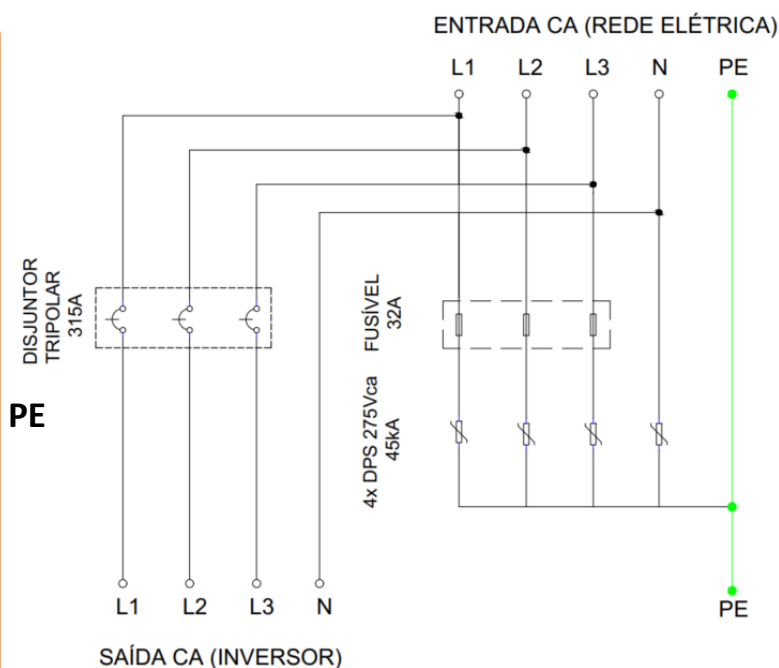 ENTRADA CA (REDE ELÉTRICA)
L1 L2 L3 N PE
DISJUNTOR
TRIPOLAR
315A
FUSÍVEL
32A
PE
4x DPS 275Vca
45kA
L1 L2 L3 N PE
SAÍDA CA (INVERSOR)